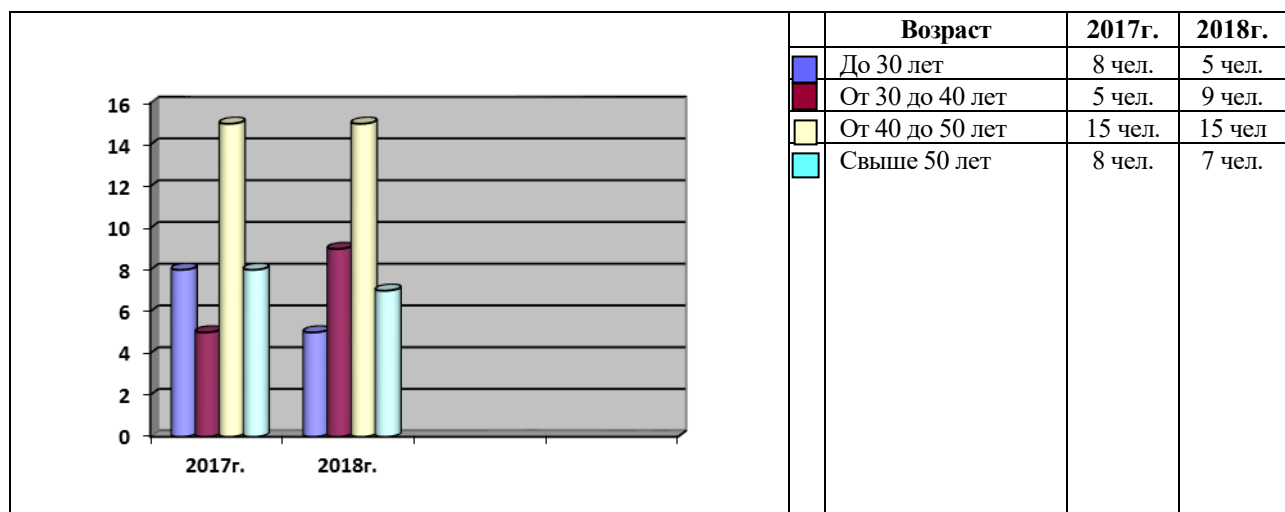 16
14
12
10
8
6
4
2
0
2017г. 2018г.
Возраст 2017г. 2018г.
До 30 лет 8 чел. 5 чел.
От 30 до 40 лет 5 чел. 9 чел.
От 40 до 50 лет 15 чел. 15 чел
Свыше 50 лет 8 чел. 7 чел.